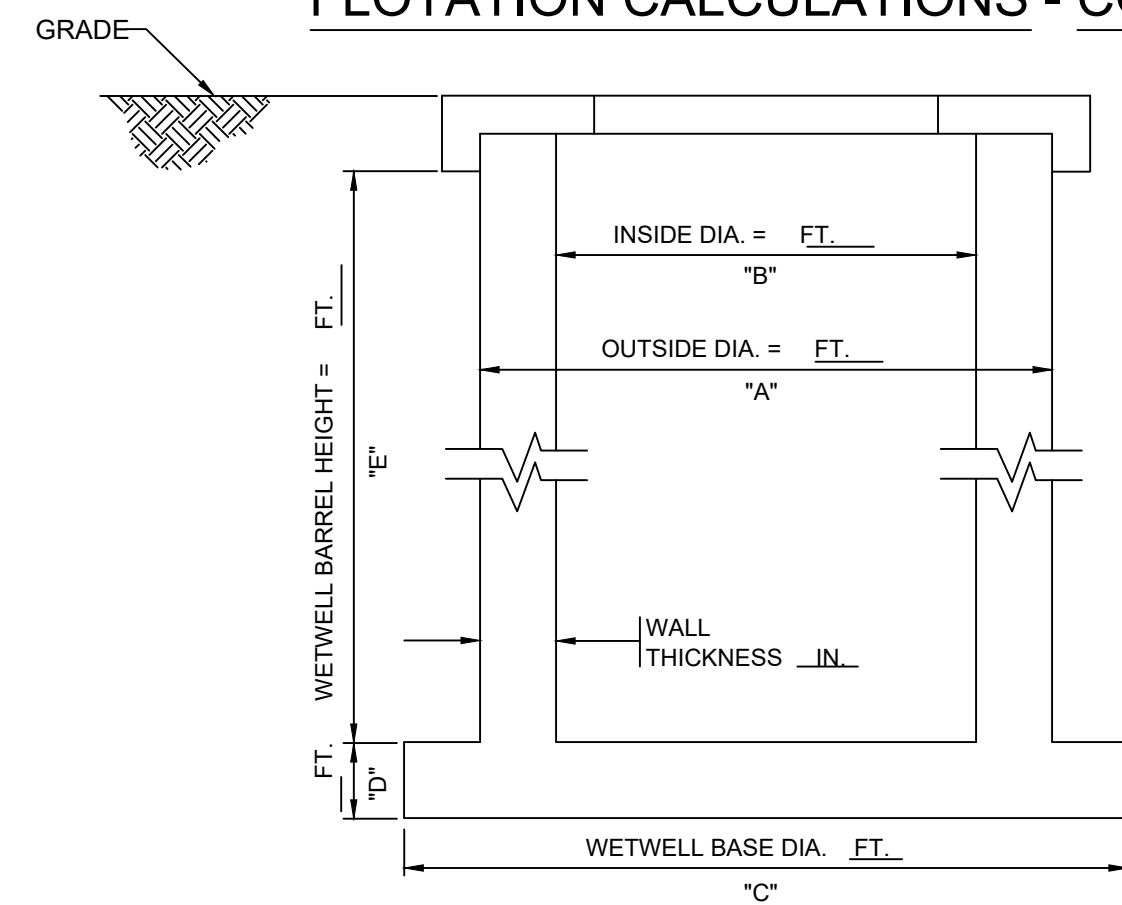 FLOTATION CALCULATIONS -
GRADE
INSIDE DIA. = FT.
"B"
OUTSIDE DIA. = FT.
"A"
WETWELL BARREL HEIGHT = FT.
"E"
WALL
THICKNESS IN.
FT.
"D"
WETWELL BASE DIA. FT.
"C"